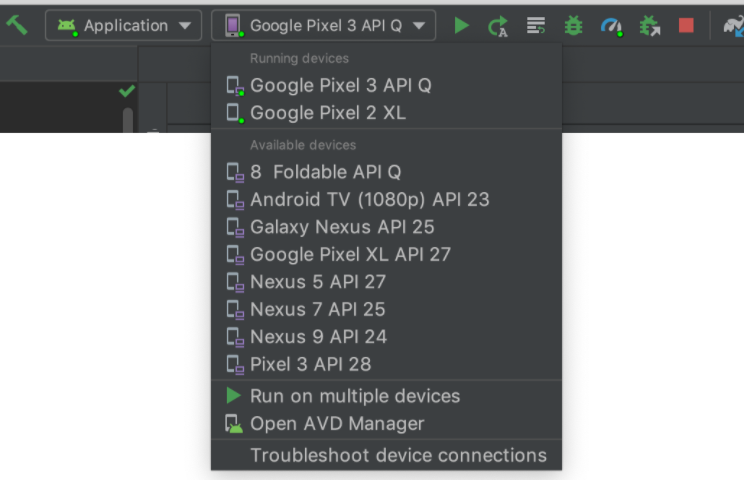 Application
Google Pixel 3 API Q
Running devices
Google Pixel 3 API Q
Google Pixel 2 XL
Available devices
8 Foldable API Q
Android TV (1080p) API 23
Galaxy Nexus API 25
Google Pixel XL API 27
Nexus 5 API 27
Nexus 7 API 25
Nexus 9 API 24
Pixel 3 API 28
Run on multiple devices
Open AVD Manager
Troubleshoot device connections